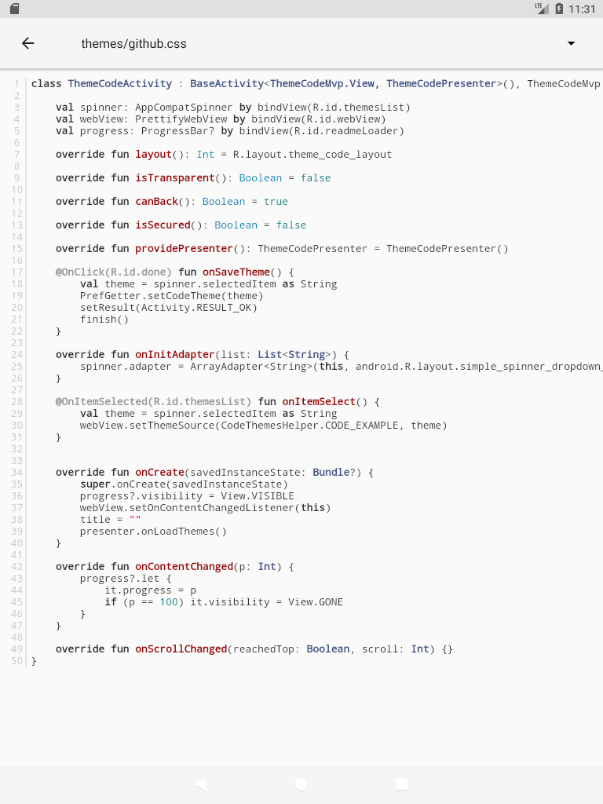 LTE 11:31
themes/github.css
1 class ThemeCodeActivity : BaseActivity<ThemeCodeMvp.View, ThemeCodePresenter>(), ThemeCodeMvp
2
3     val spinner: AppCompatSpinner by bindView(R.id.themesList)
4     val webView: PrettifyWebView by bindView(R.id.webView)
5     val progress: ProgressBar? by bindView(R.id.readmeLoader)
6
7     override fun layout(): Int = R.layout.theme_code_layout
8
9     override fun isTransparent(): Boolean = false
10
11     override fun canBack(): Boolean = true
12
13     override fun isSecured(): Boolean = false
14
15     override fun providePresenter(): ThemeCodePresenter = ThemeCodePresenter()
16
17     @OnClick(R.id.done) fun onSaveTheme() {
18         val theme = spinner.selectedItem as String
19         PrefGetter.setCodeTheme(theme)
20         setResult(Activity.RESULT_OK)
21         finish()
22     }
23
24     override fun onInitAdapter(list: List<String>) {
25         spinner.adapter = ArrayAdapter<String>(this, android.R.layout.simple_spinner_dropdown_
26     }
27
28     @OnItemSelected(R.id.themesList) fun onItemSelect() {
29         val theme = spinner.selectedItem as String
30         webView.setThemeSource(CodeThemesHelper.CODE_EXAMPLE, theme)
31     }
32
33
34     override fun onCreate(savedInstanceState: Bundle?) {
35         super.onCreate(savedInstanceState)
36         progress?.visibility = View.VISIBLE
37         webView.setOnContentChangedListener(this)
38         title = ""
39         presenter.onLoadThemes()
40     }
41
42     override fun onContentChanged(p: Int) {
43         progress?.let {
44             it.progress = p
45             if (p == 100) it.visibility = View.GONE
46         }
47     }
48
49     override fun onScrollChanged(reachedTop: Boolean, scroll: Int) {}
50 }